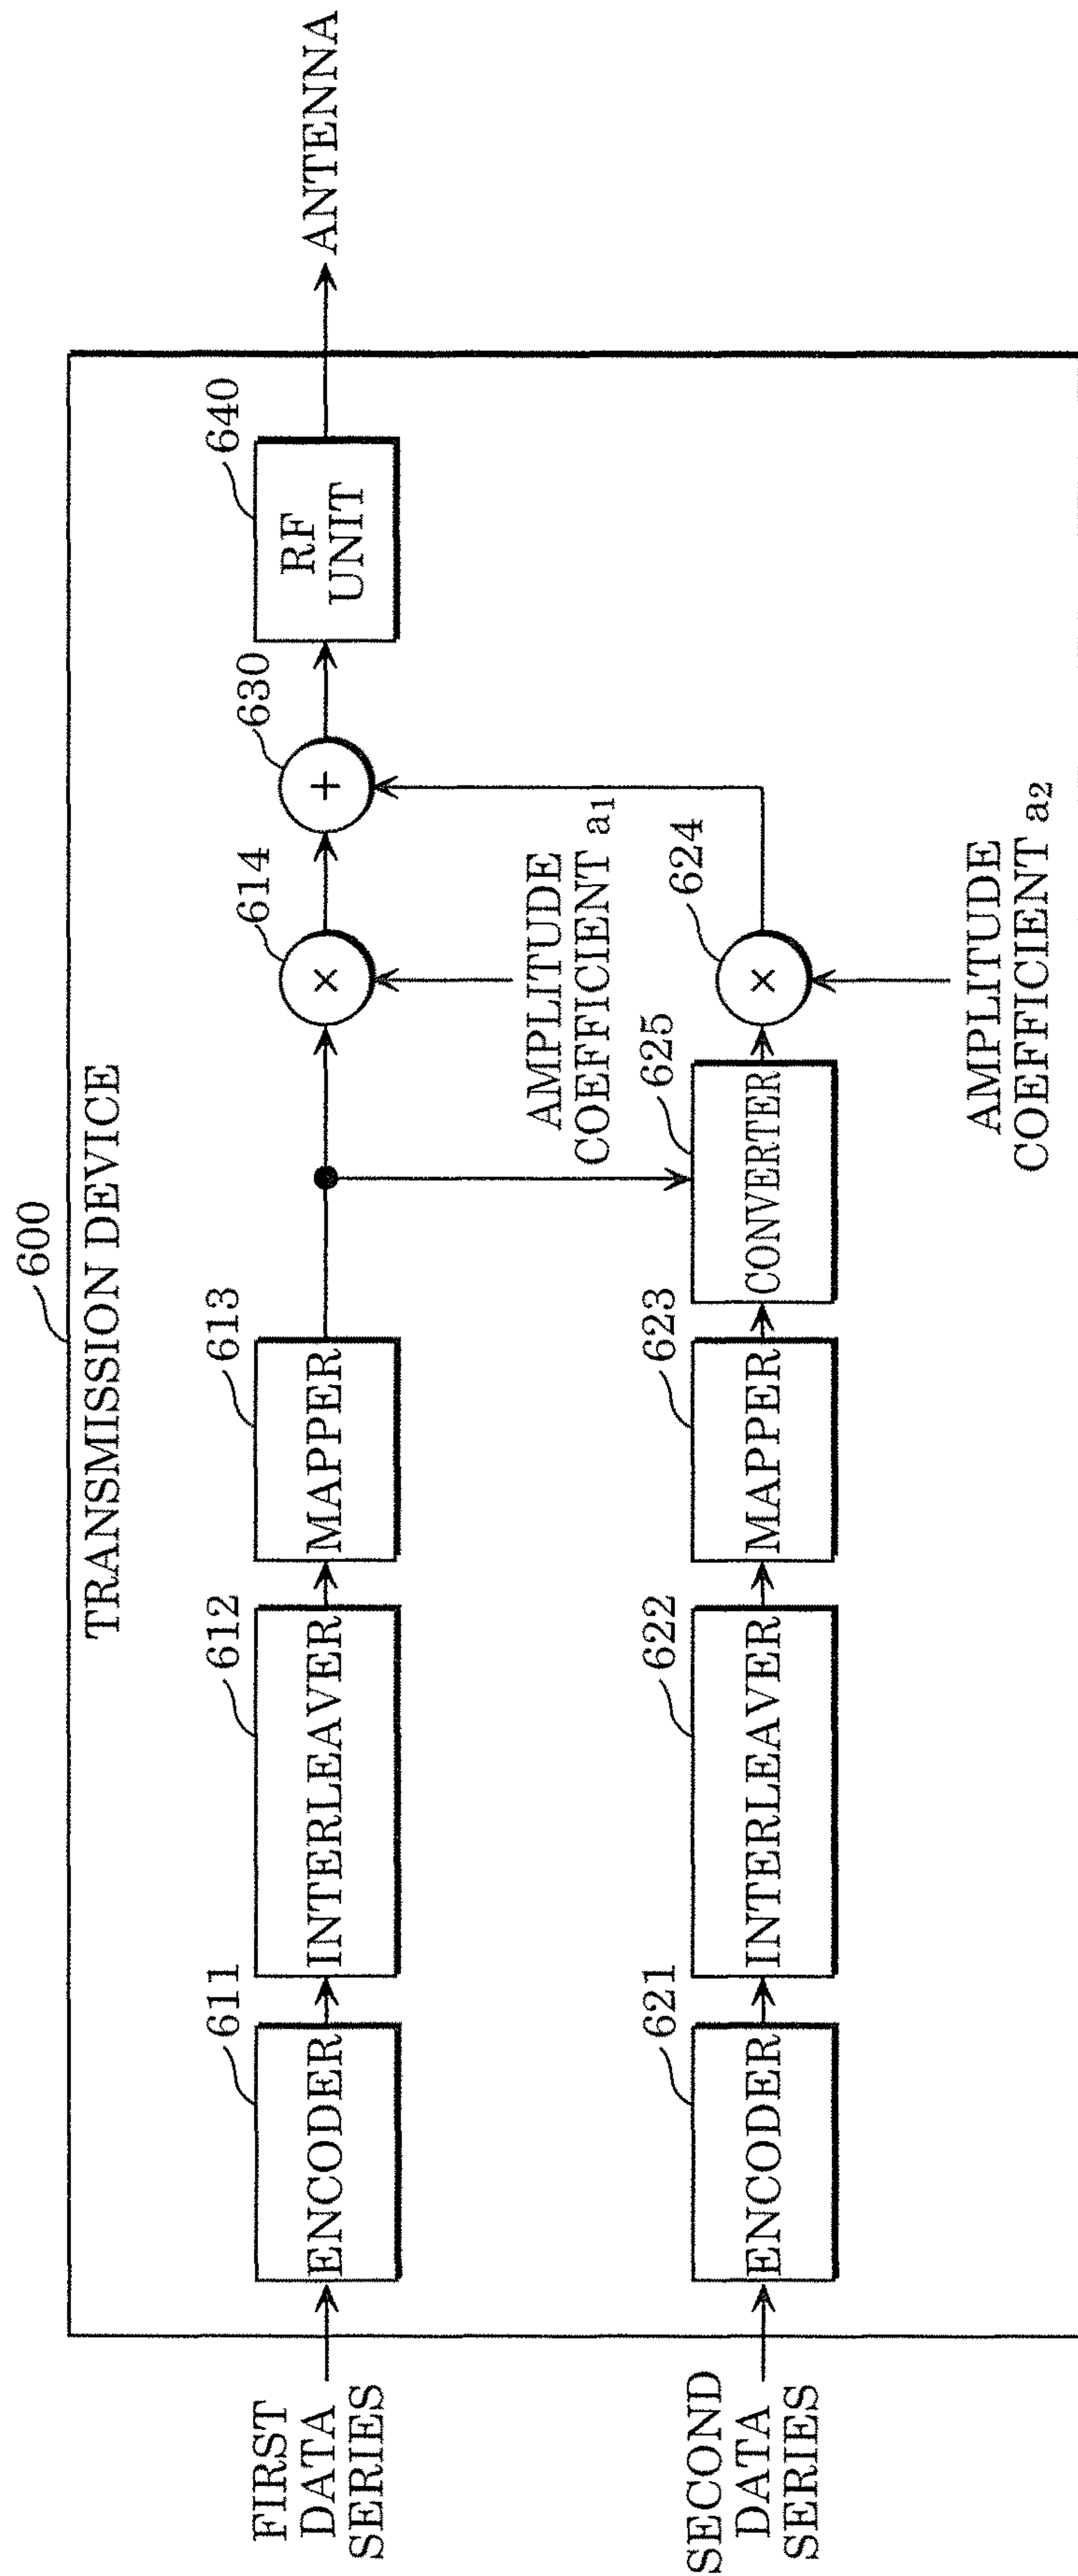 600
TRANSMISSION DEVICE
FIRST
DATA
SERIES
611
ENCODER
612
INTERLEAVER
613
MAPPER
614
×
AMPLITUDE
COEFFICIENT a1
630
+
640
RF
UNIT
ANTENNA
SECOND
DATA
SERIES
621
ENCODER
622
INTERLEAVER
623
MAPPER
625
CONVERTER
624
×
AMPLITUDE
COEFFICIENT a2